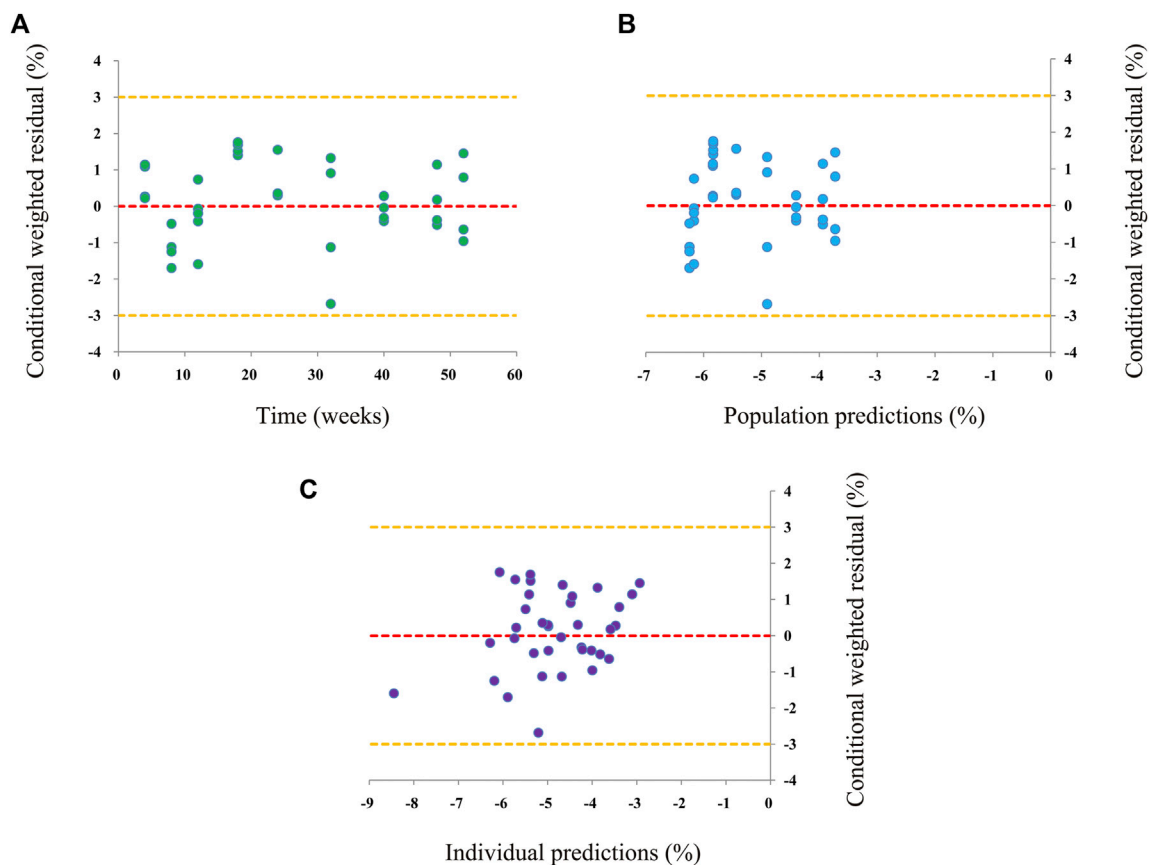 A
Conditional weighted residual (%)
4
3
2
1
0
-1
-2
-3
-4
0 10 20 30 40 50 60
Time (weeks)
B
Conditional weighted residual (%)
4
3
2
1
0
-1
-2
-3
-4
-7 -6 -5 -4 -3 -2 -1 0
Population predictions (%)
C
Conditional weighted residual (%)
4
3
2
1
0
-1
-2
-3
-4
-9 -8 -7 -6 -5 -4 -3 -2 -1 0
Individual predictions (%)